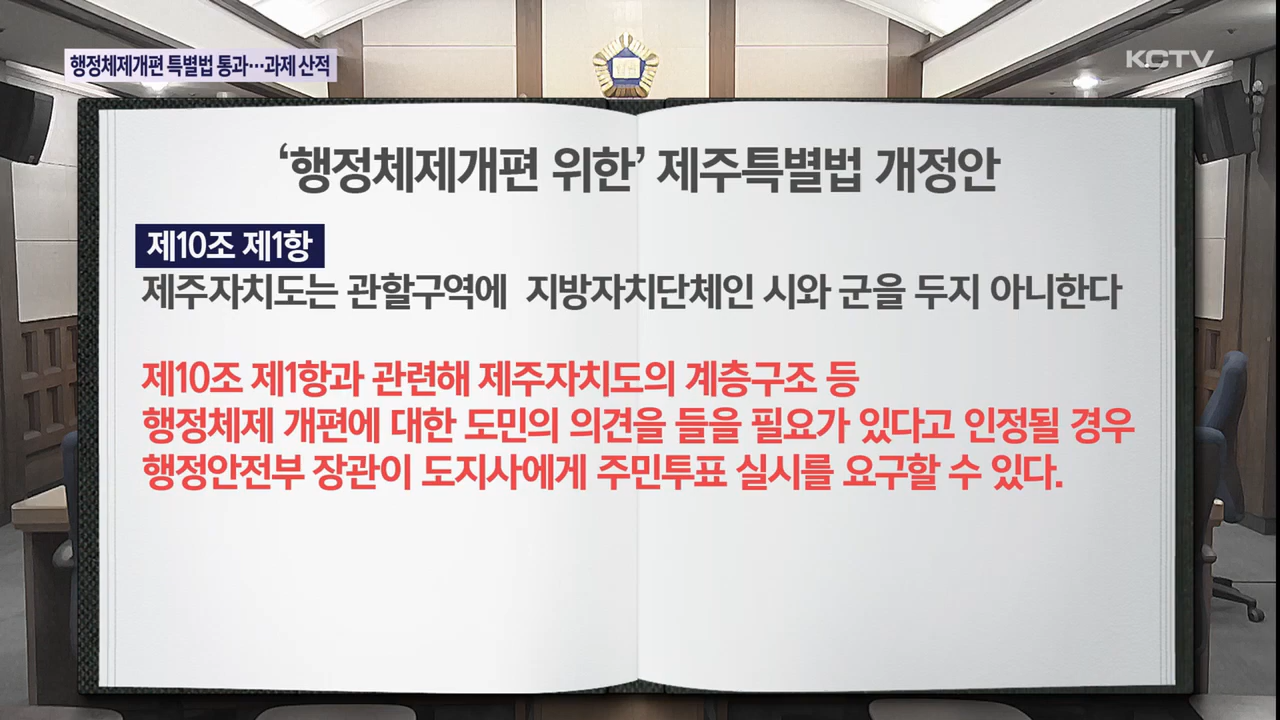 행정체제개편 특별법 통과…과제 산적
KCTV
‘행정체제개편 위한’ 제주특별법 개정안
제10조 제1항
제주자치도는 관할구역에 지방자치단체인 시와 군을 두지 아니한다
제10조 제1항과 관련해 제주자치도의 계층구조 등
행정체제 개편에 대한 도민의 의견을 들을 필요가 있다고 인정될 경우
행정안전부 장관이 도지사에게 주민투표 실시를 요구할 수 있다.